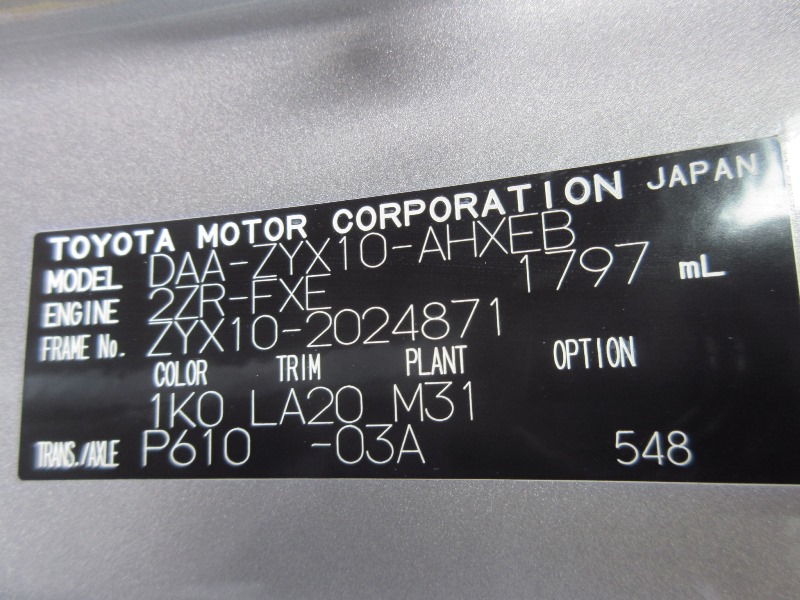 TOYOTA MOTOR CORPORATION JAPAN
MODEL DAA-ZYX10-AHXEB
ENGINE 2ZR-FXE 1797 mL
FRAME No. ZYX10-2024871
COLOR TRIM PLANT OPTION
1K0 LA20 M31
TRANS./AXLE P610 -03A 548